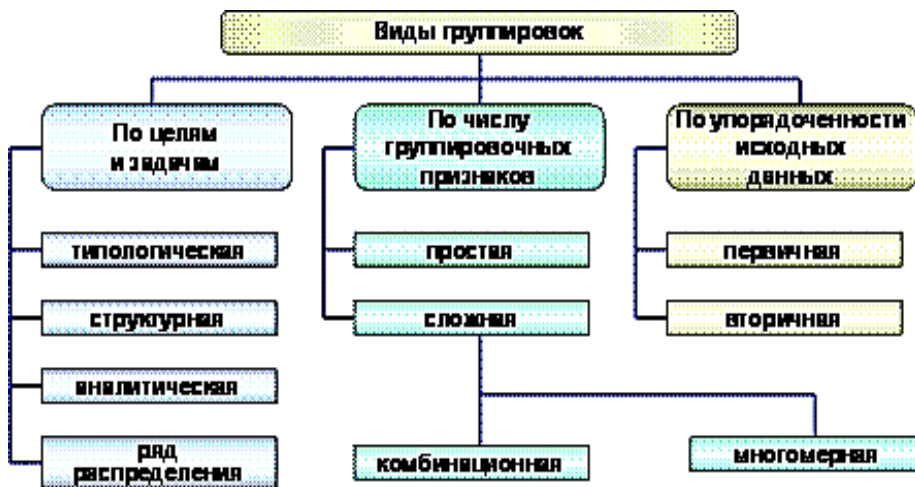 Виды группировок
По целям
и задачам
типологическая
структурная
аналитическая
ряд
распределения
По числу
группировочных
признаков
простая
сложная
комбинационная
многомерная
По упорядоченности
исходных
данных
первичная
вторичная